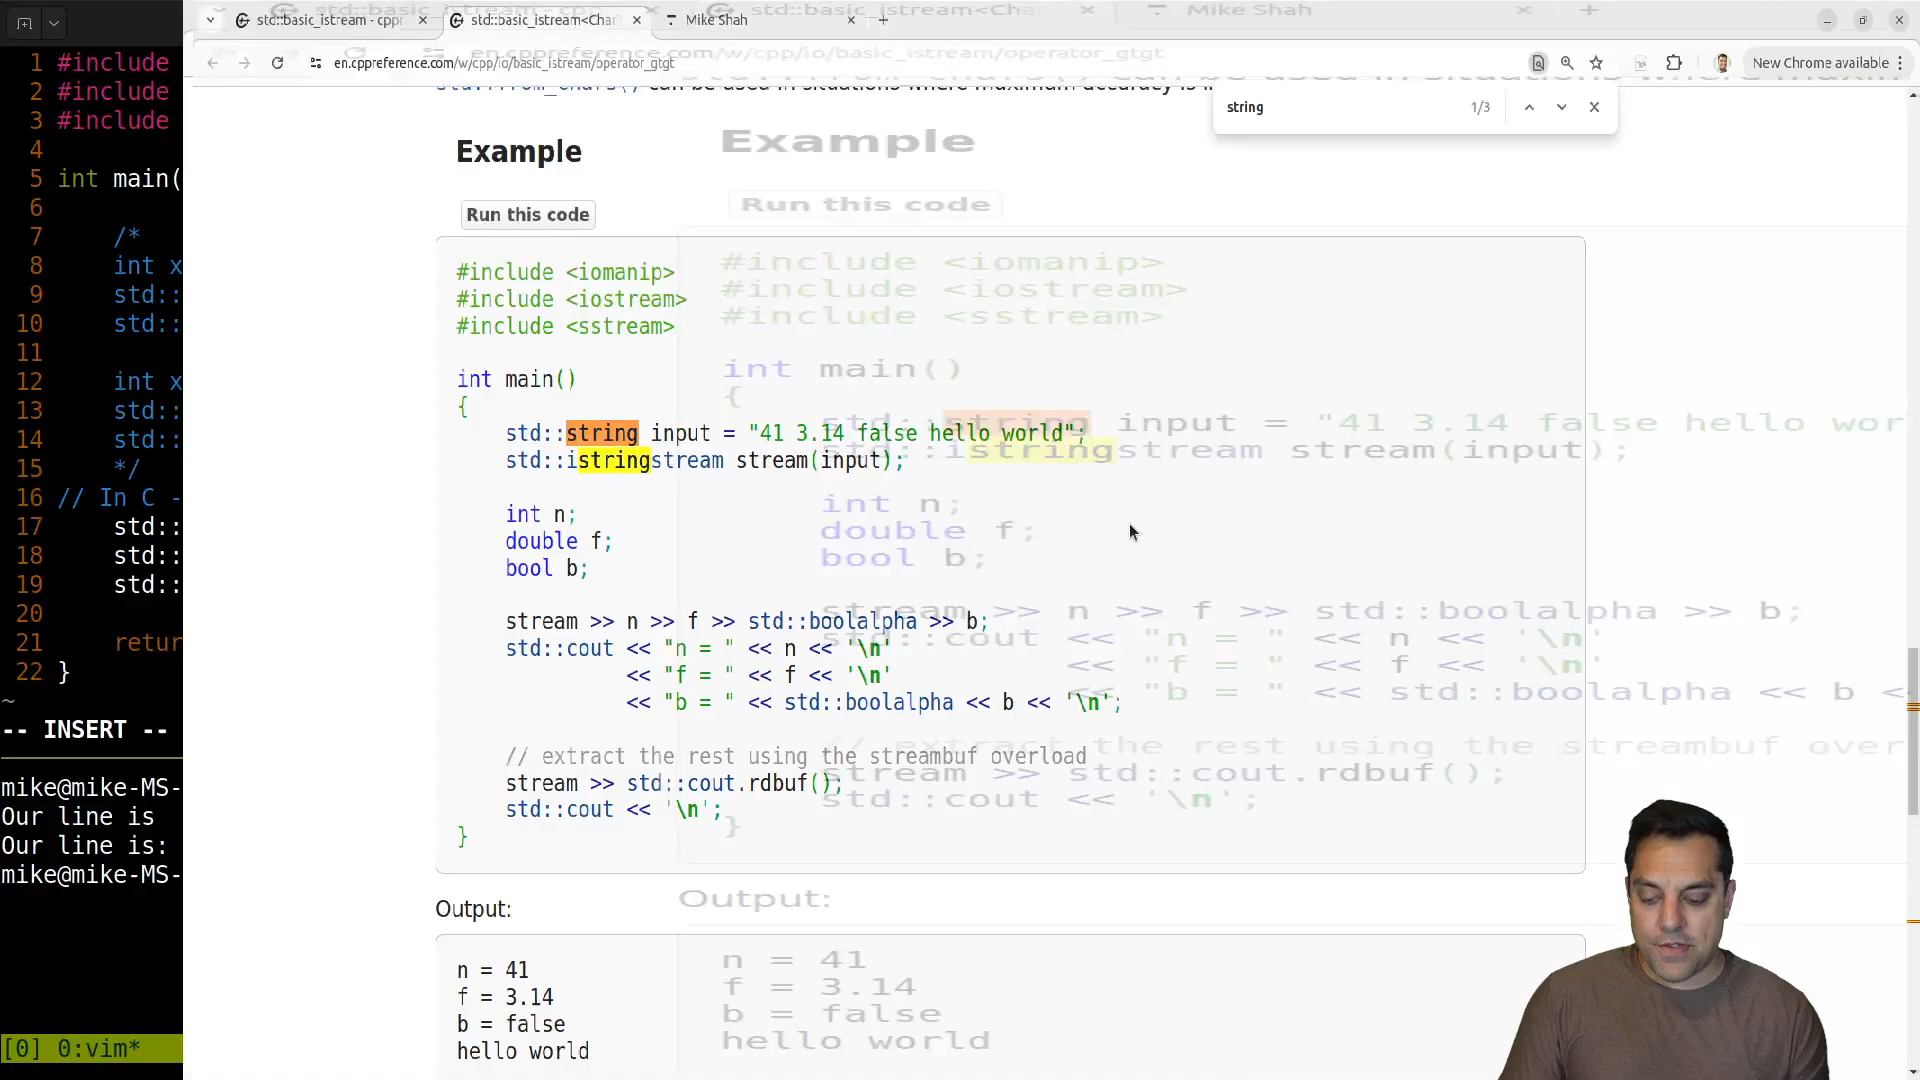 std::basic_istream - cppr
std::basic_istream<Char
Mike Shah
en.cppreference.com/w/cpp/io/basic_istream/operator_gtgt
New Chrome available
string
1/3
Example
Run this code
#include <iomanip>
#include <iostream>
#include <sstream>
int main()
{
std::string input = "41 3.14 false hello world";
std::istringstream stream(input);
int n;
double f;
bool b;
stream >> n >> f >> std::boolalpha >> b;
std::cout << "n = " << n << '\n'
<< "f = " << f << '\n'
<< "b = " << std::boolalpha << b << '\n';
// extract the rest using the streambuf overload
stream >> std::cout.rdbuf();
std::cout << '\n';
}
Output:
n = 41
f = 3.14
b = false
hello world
1 #include
2 #include
3 #include
4
5 int main(
6
7 /*
8 int x
9 std::
10 std::
11
12 int x
13 std::
14 std::
15 */
16 // In C -
17 std::
18 std::
19 std::
20
21 retur
22 }
~
-- INSERT --
mike@mike-MS-
Our line is
Our line is:
mike@mike-MS-
[0] 0:vim*